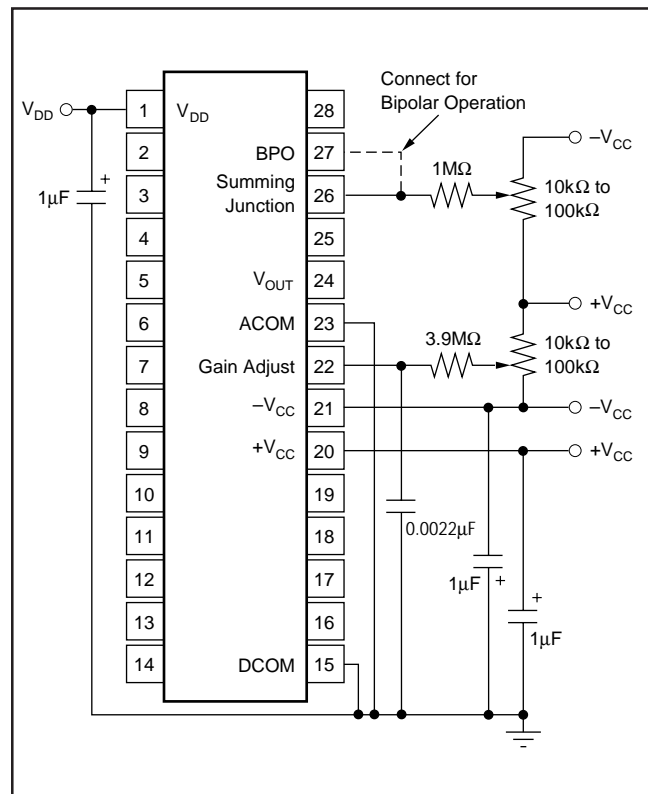 Connect for
Bipolar Operation
V_DD
1 V_DD 28
2 BPO 27
–V_CC
3 Summing
Junction 26
1MΩ
10kΩ to
100kΩ
1μF
+
4 25
5 V_OUT 24
+V_CC
6 ACOM 23
3.9MΩ
10kΩ to
100kΩ
7 Gain Adjust 22
8 –V_CC 21
–V_CC
9 +V_CC 20
+V_CC
10 19
11 18
0.0022μF
12 17
1μF
+
13 16
+
1μF
14 DCOM 15